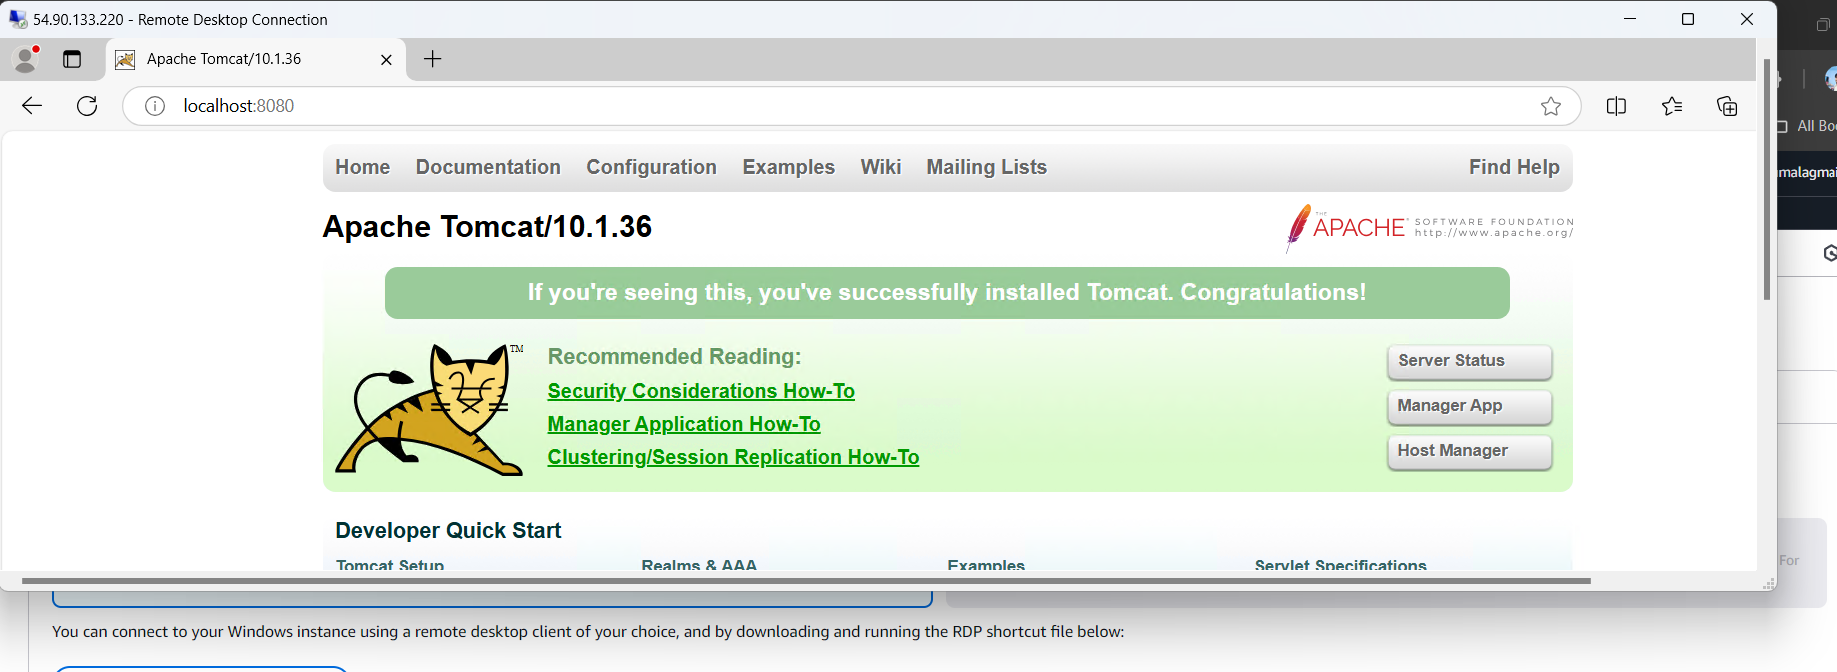 54.90.133.220 - Remote Desktop Connection
Apache Tomcat/10.1.36
localhost:8080
All Boo
malagmai
Home Documentation Configuration Examples Wiki Mailing Lists Find Help
Apache Tomcat/10.1.36
THE APACHE SOFTWARE FOUNDATION
http://www.apache.org/
If you're seeing this, you've successfully installed Tomcat. Congratulations!
TM
Recommended Reading:
Security Considerations How-To
Manager Application How-To
Clustering/Session Replication How-To
Server Status
Manager App
Host Manager
Developer Quick Start
Tomcat Setup Realms & AAA Examples Servlet Specifications
For
You can connect to your Windows instance using a remote desktop client of your choice, and by downloading and running the RDP shortcut file below: